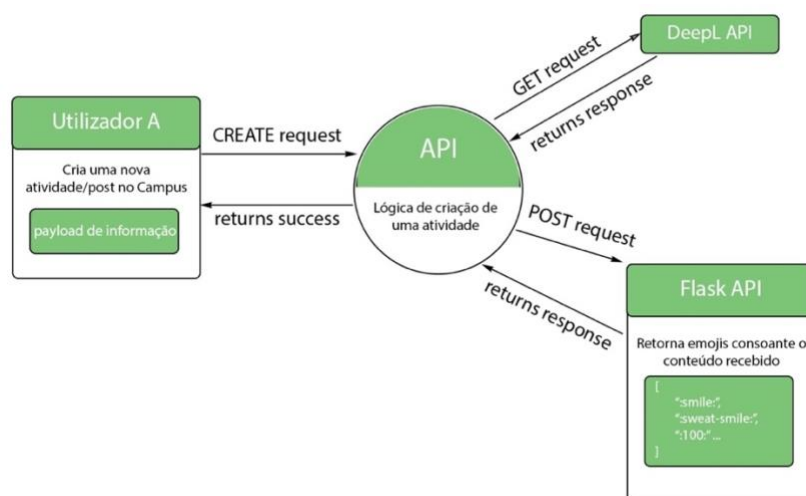 DeepL API
GET request
returns response
Utilizador A
CREATE request
API
Cria uma nova
atividade/post no Campus
payload de informação
returns success
Lógica de criação de
uma atividade
POST request
returns response
Flask API
Retorna emojis consoante o
conteúdo recebido
[
":smile:",
":sweat-smile:",
":100:" ...
]